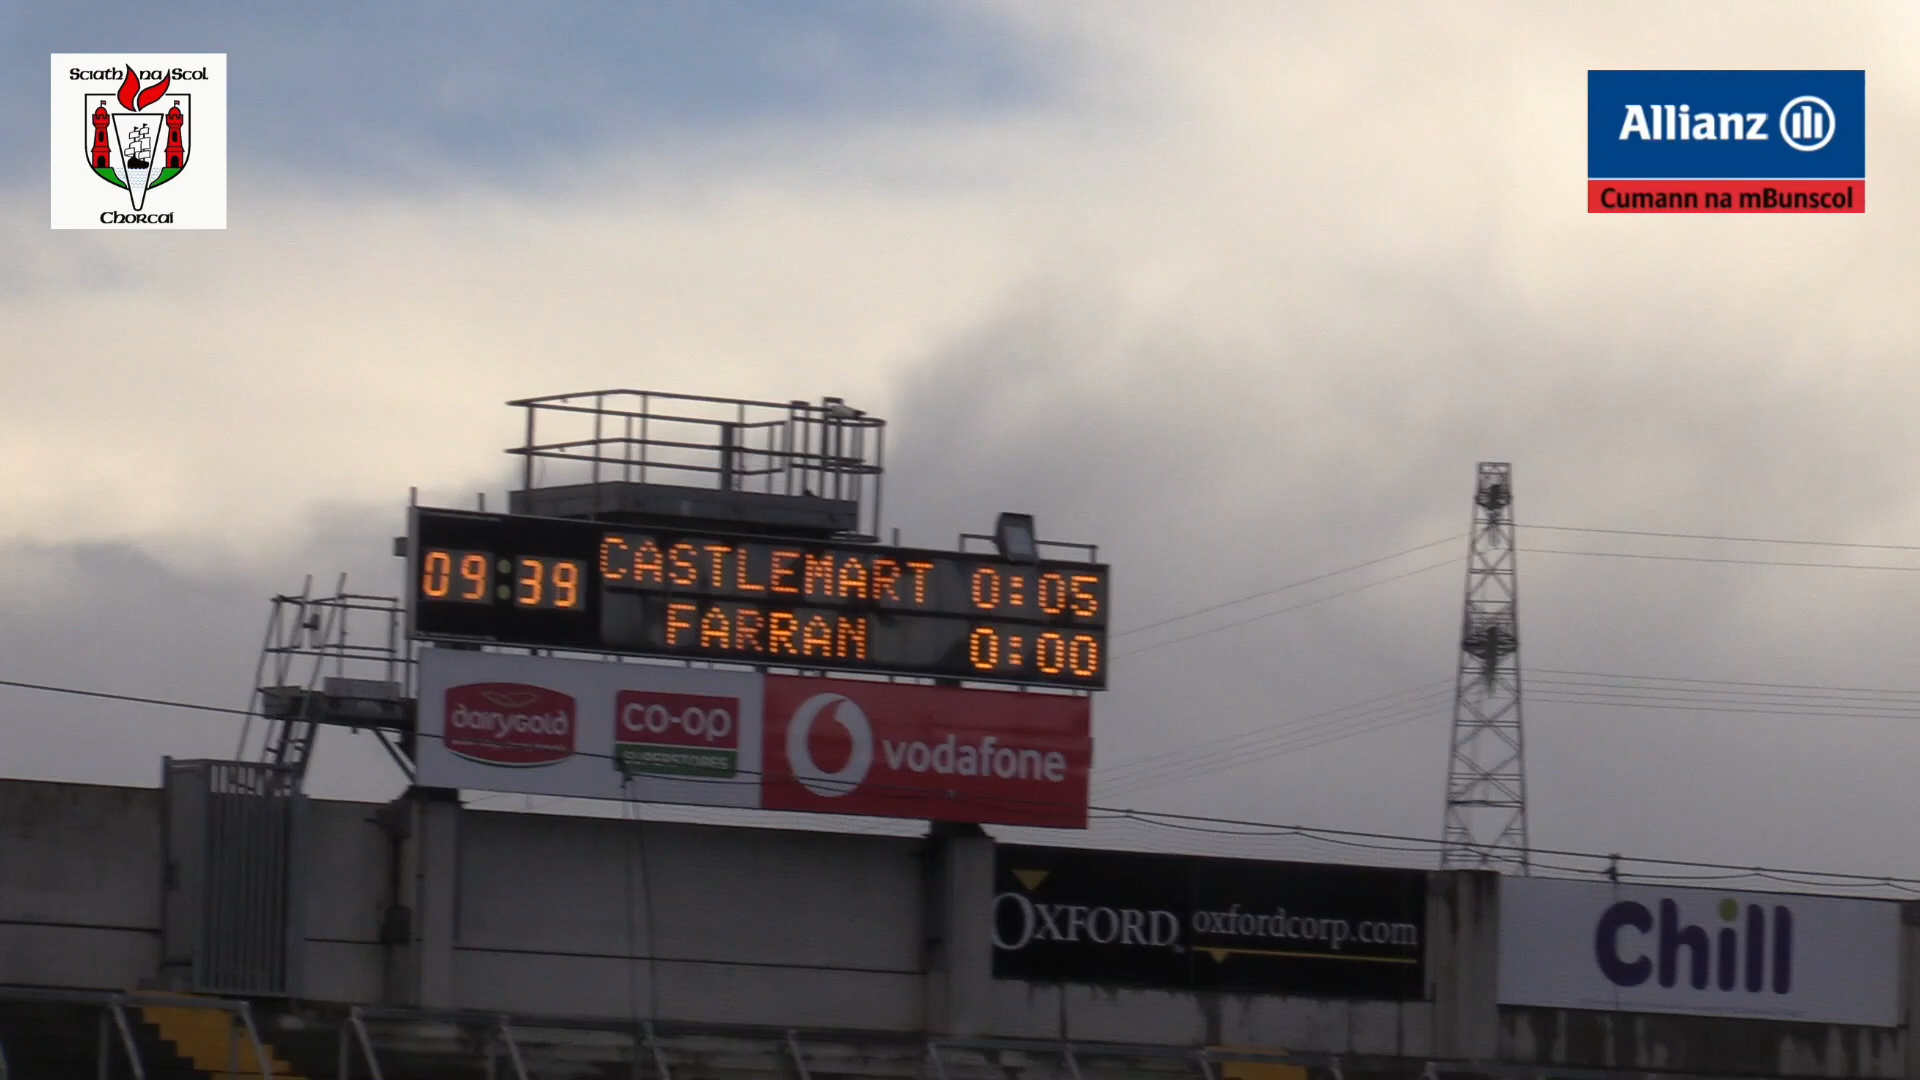 Sciath na Scol
Chorcaí
Allianz
Cumann na mBunscol
09:39
CASTLEMART 0:05
FARRAN 0:00
dairygold
CO-OP
SUPERSTORES
vodafone
OXFORD
oxfordcorp.com
Chill